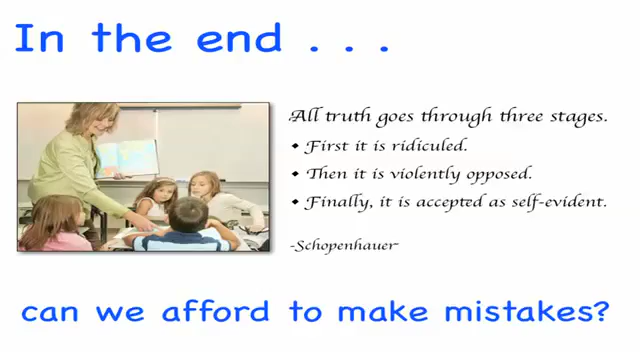 In the end . . .
All truth goes through three stages.
• First it is ridiculed.
• Then it is violently opposed.
• Finally, it is accepted as self-evident.
-Schopenhauer
can we afford to make mistakes?